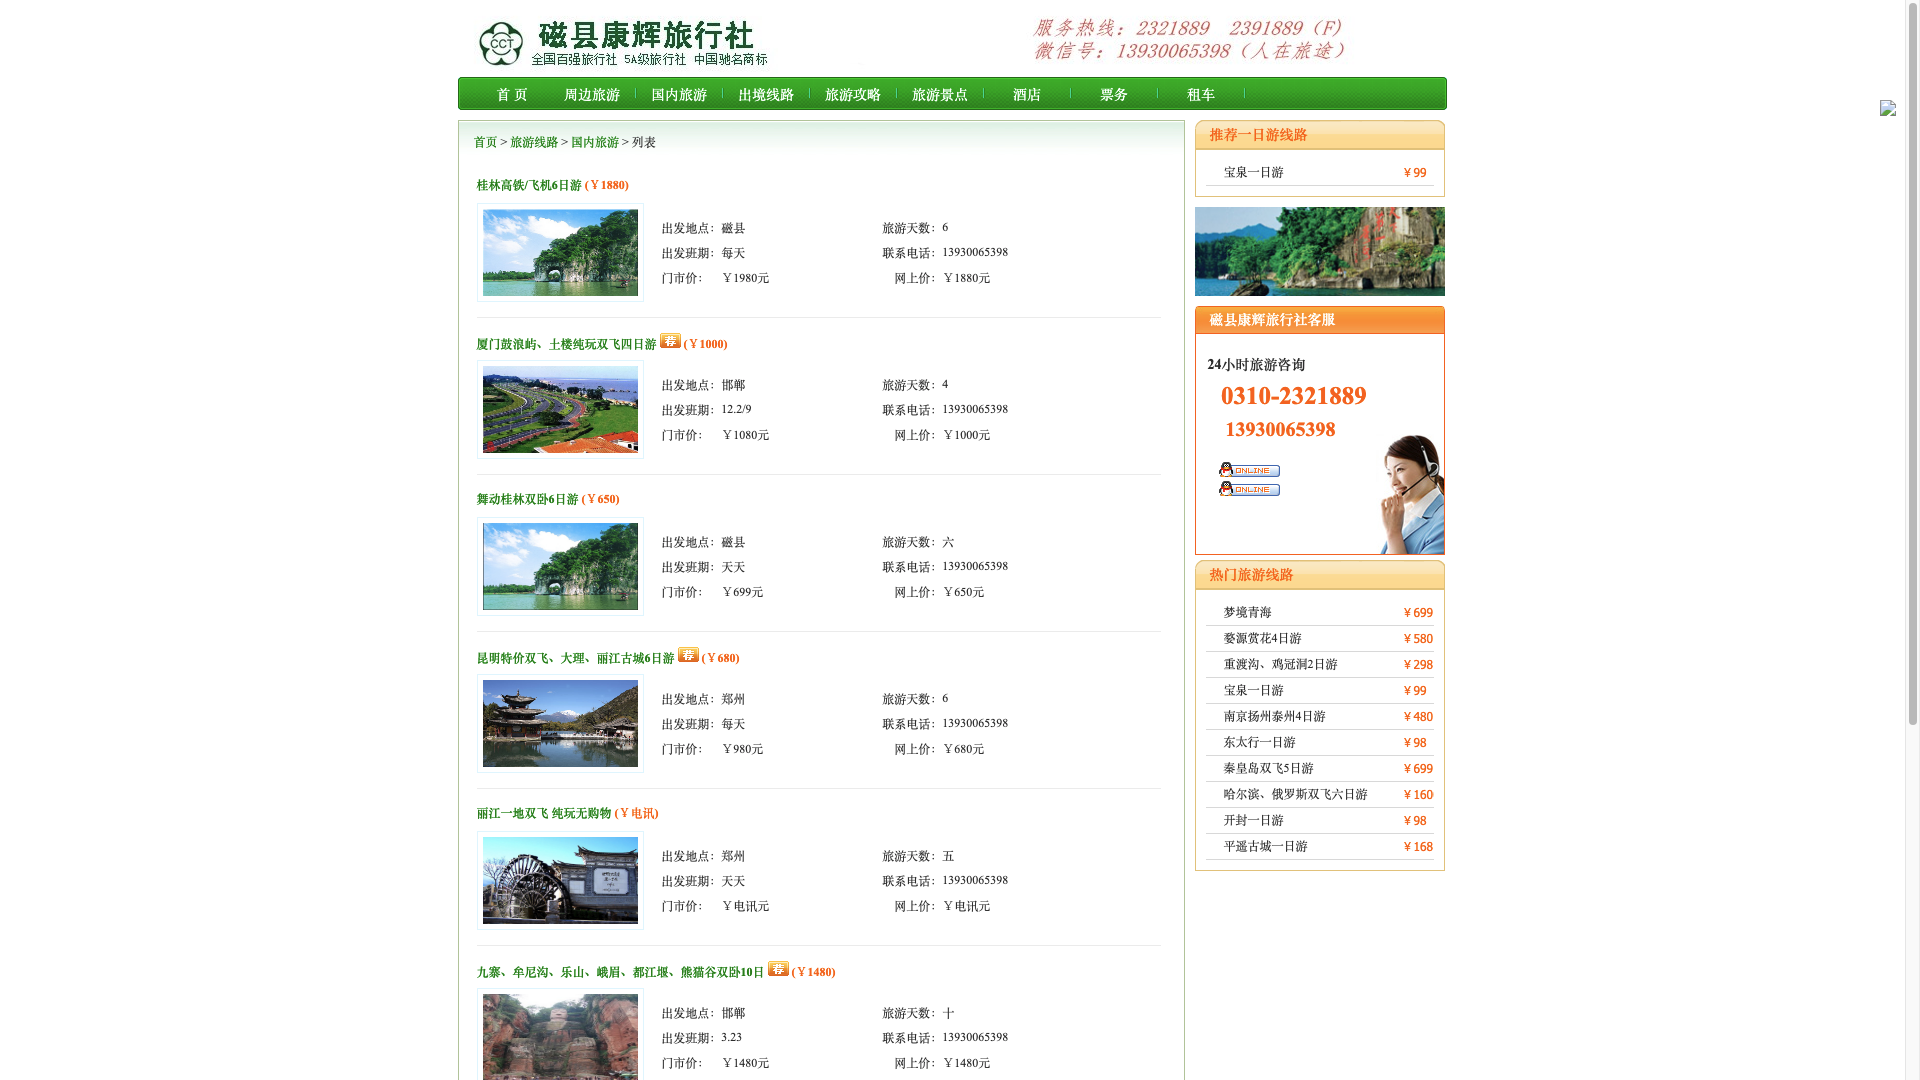 CCT
磁县康辉旅行社
全国百强旅行社 5A级旅行社 中国驰名商标
服务热线：2321889 2391889（F）
微信号：13930065398（人在旅途）
首 页 周边旅游 国内旅游 出境线路 旅游攻略 旅游景点 酒店 票务 租车
首页 > 旅游线路 > 国内旅游 > 列表
桂林高铁/飞机6日游 (￥1880)
出发地点：磁县 旅游天数：6
出发班期：每天 联系电话：13930065398
门市价： ￥1980元 网上价：￥1880元
厦门鼓浪屿、土楼纯玩双飞四日游 荐 (￥1000)
出发地点：邯郸 旅游天数：4
出发班期：12.2/9 联系电话：13930065398
门市价： ￥1080元 网上价：￥1000元
舞动桂林双卧6日游 (￥650)
出发地点：磁县 旅游天数：六
出发班期：天天 联系电话：13930065398
门市价： ￥699元 网上价：￥650元
昆明特价双飞、大理、丽江古城6日游 荐 (￥680)
出发地点：郑州 旅游天数：6
出发班期：每天 联系电话：13930065398
门市价： ￥980元 网上价：￥680元
丽江一地双飞 纯玩无购物 (￥电讯)
出发地点：郑州 旅游天数：五
出发班期：天天 联系电话：13930065398
门市价： ￥电讯元 网上价：￥电讯元
九寨、牟尼沟、乐山、峨眉、都江堰、熊猫谷双卧10日 荐 (￥1480)
出发地点：邯郸 旅游天数：十
出发班期：3.23 联系电话：13930065398
门市价： ￥1480元 网上价：￥1480元
推荐一日游线路
宝泉一日游 ￥99
磁县康辉旅行社客服
24小时旅游咨询
0310-2321889
13930065398
ONLINE
ONLINE
热门旅游线路
梦境青海 ￥699
婺源赏花4日游 ￥580
重渡沟、鸡冠洞2日游 ￥298
宝泉一日游 ￥99
南京扬州泰州4日游 ￥480
东太行一日游 ￥98
秦皇岛双飞5日游 ￥699
哈尔滨、俄罗斯双飞六日游 ￥160
开封一日游 ￥98
平遥古城一日游 ￥168